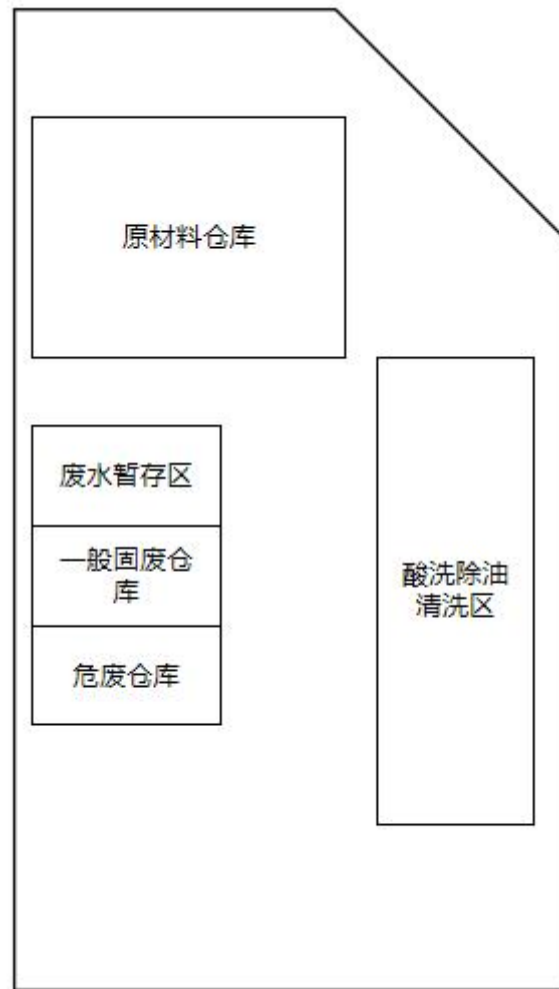 原材料仓库
废水暂存区
一般固废仓
库
危废仓库
酸洗除油
清洗区